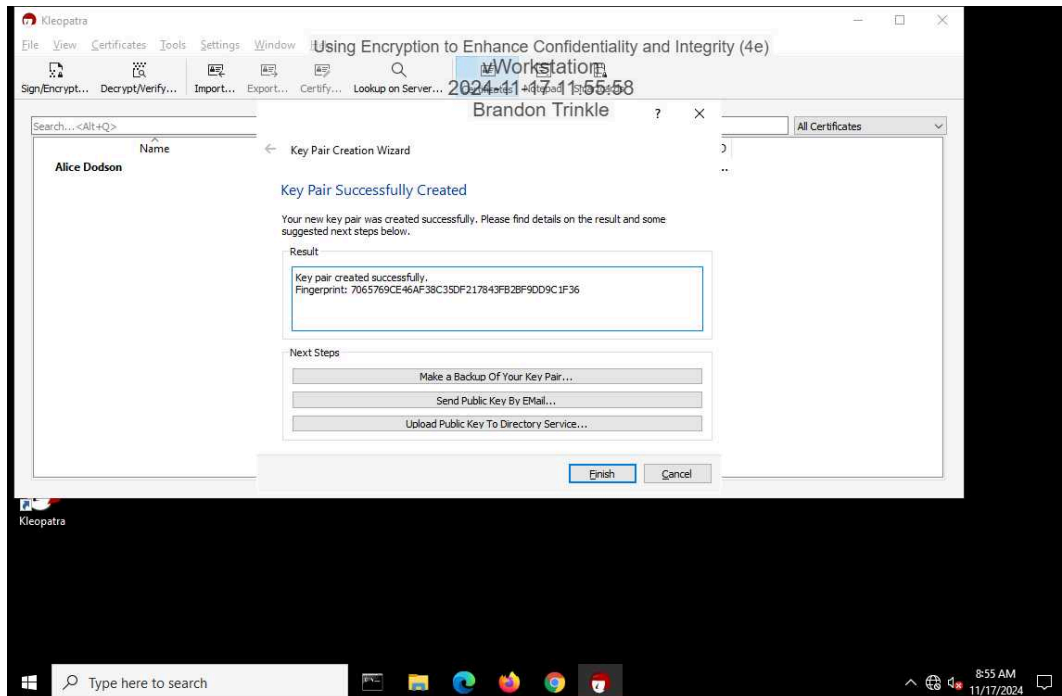 Kleopatra
File View Certificates Tools Settings Window
Using Encryption to Enhance Confidentiality and Integrity (4e)
vWorkstation
2024-11-17 11:55:58
Brandon Trinkle
Sign/Encrypt... Decrypt/Verify... Import... Export... Certify... Lookup on Server... Notepad
Search...<Alt+Q>
All Certificates
Name
Alice Dodson
Key Pair Creation Wizard
Key Pair Successfully Created
Your new key pair was created successfully. Please find details on the result and some
suggested next steps below.
Result
Key pair created successfully.
Fingerprint: 7065769CE46AF38C35DF217843FB2BF9DD9C1F36
Next Steps
Make a Backup Of Your Key Pair...
Send Public Key By EMail...
Upload Public Key To Directory Service...
Finish Cancel
Kleopatra
Type here to search
8:55 AM
11/17/2024